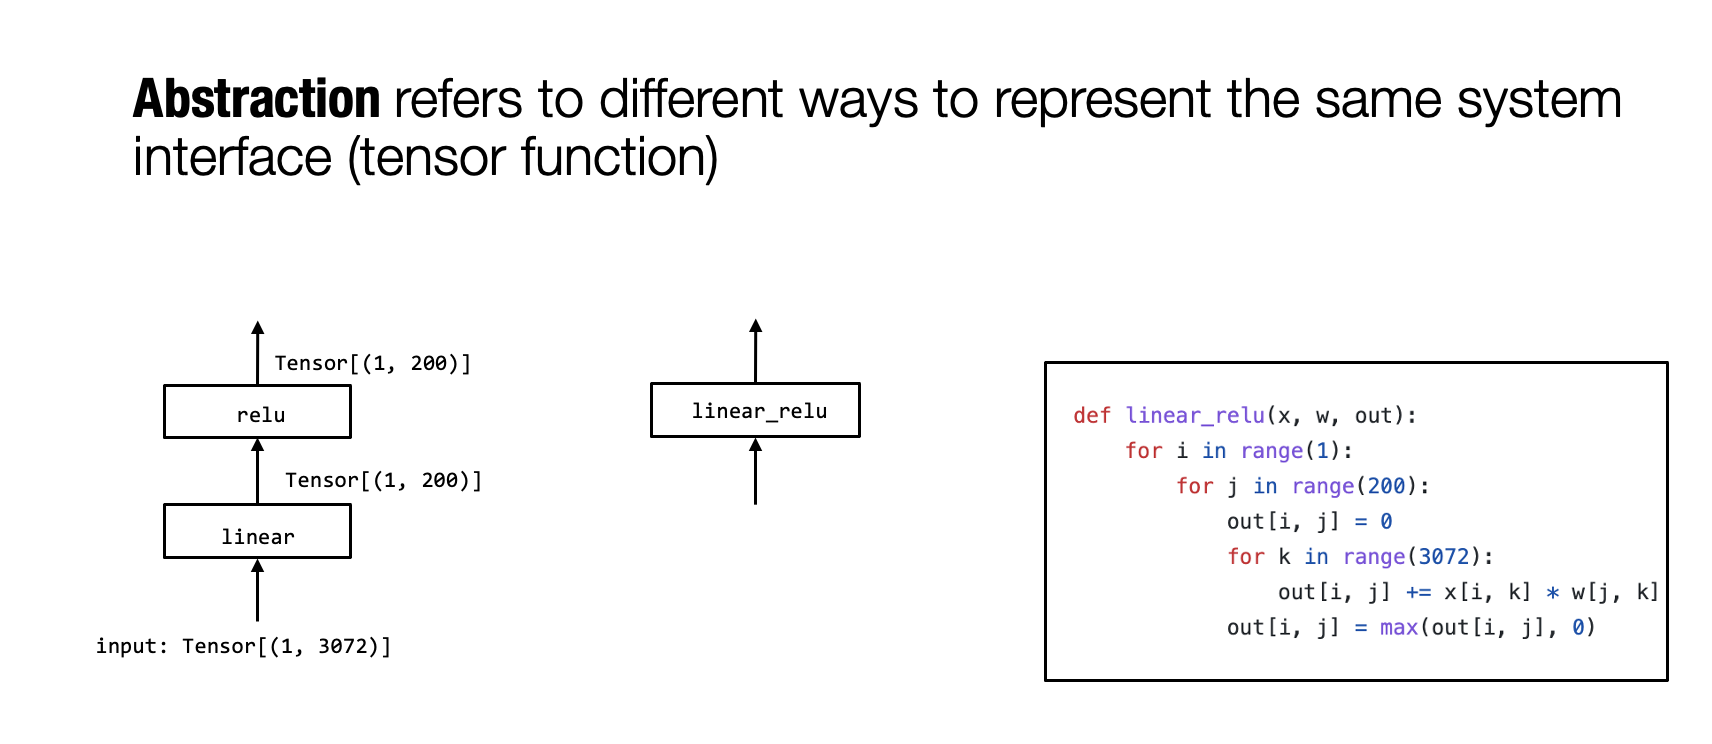 Abstraction refers to different ways to represent the same system
interface (tensor function)
Tensor[(1, 200)]
relu
Tensor[(1, 200)]
linear
input: Tensor[(1, 3072)]
linear_relu
def linear_relu(x, w, out):
    for i in range(1):
        for j in range(200):
            out[i, j] = 0
            for k in range(3072):
                out[i, j] += x[i, k] * w[j, k]
            out[i, j] = max(out[i, j], 0)